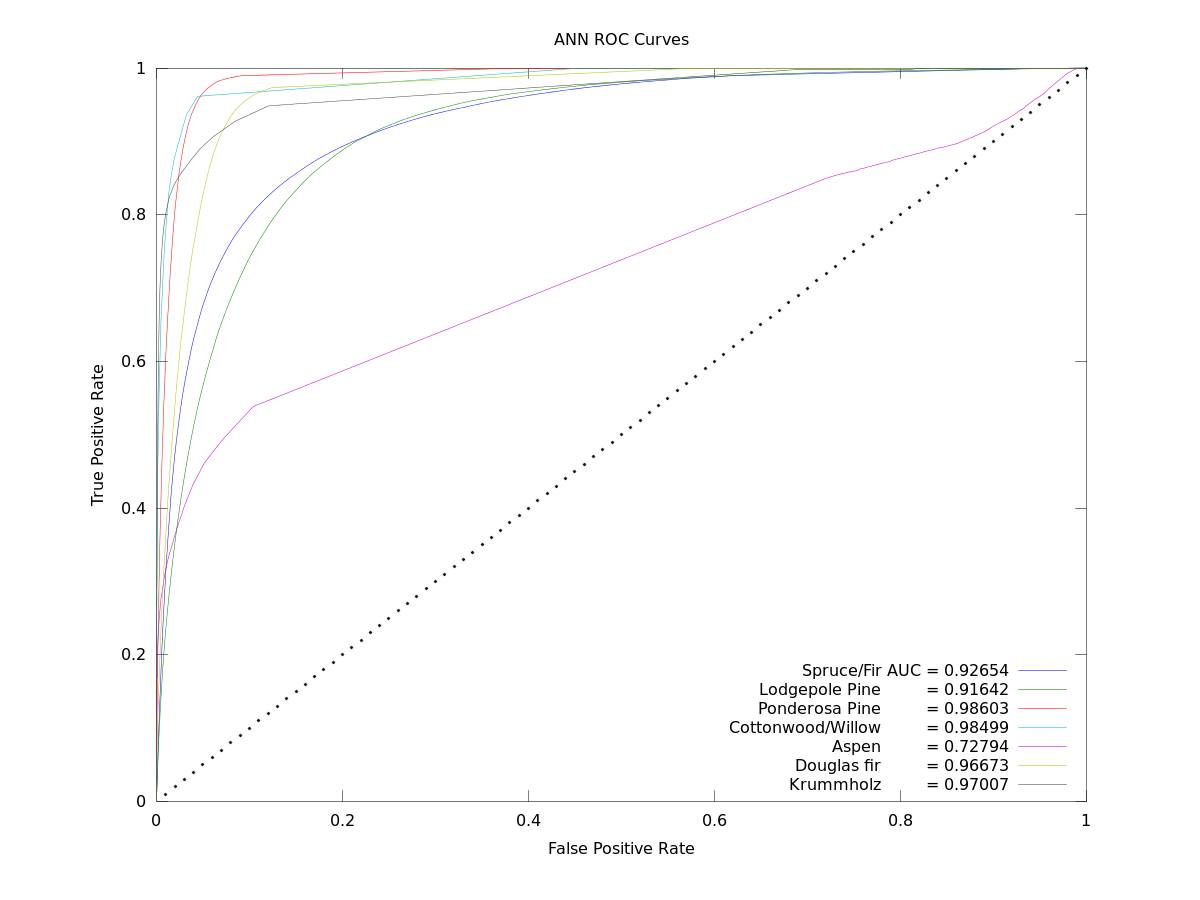 ANN ROC Curves
1
0.8
0.6
0.4
0.2
0
True Positive Rate
Spruce/Fir AUC = 0.92654
Lodgepole Pine = 0.91642
Ponderosa Pine = 0.98603
Cottonwood/Willow = 0.98499
Aspen = 0.72794
Douglas fir = 0.96673
Krummholz = 0.97007
0 0.2 0.4 0.6 0.8 1
False Positive Rate